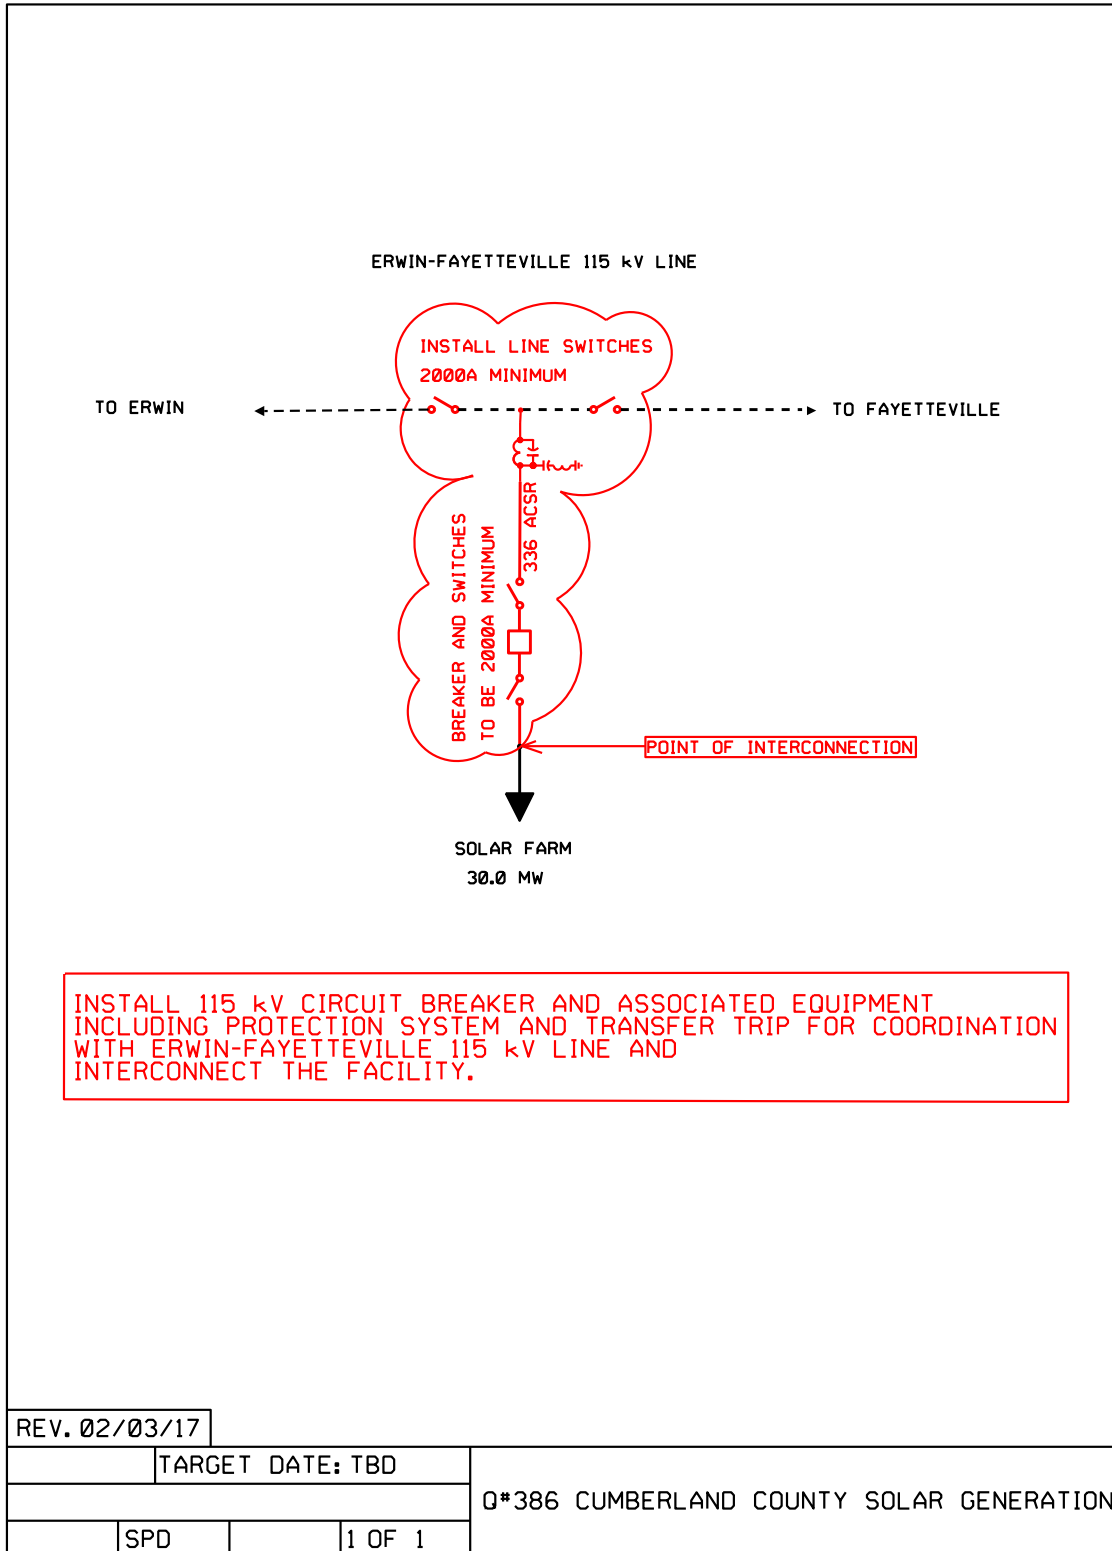 ERWIN-FAYETTEVILLE 115 kV LINE
INSTALL LINE SWITCHES
2000A MINIMUM
TO ERWIN
TO FAYETTEVILLE
336 ACSR
BREAKER AND SWITCHES
TO BE 2000A MINIMUM
POINT OF INTERCONNECTION
SOLAR FARM
30.0 MW
INSTALL 115 kV CIRCUIT BREAKER AND ASSOCIATED EQUIPMENT
INCLUDING PROTECTION SYSTEM AND TRANSFER TRIP FOR COORDINATION
WITH ERWIN-FAYETTEVILLE 115 kV LINE AND
INTERCONNECT THE FACILITY.
REV. 02/03/17
TARGET DATE: TBD
Q#386 CUMBERLAND COUNTY SOLAR GENERATION
SPD
1 OF 1